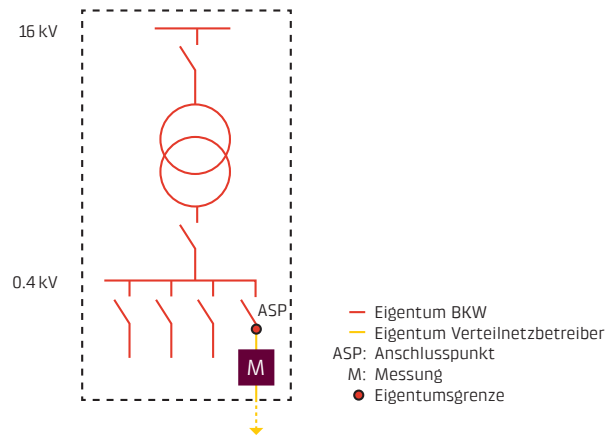 16 kV
0.4 kV
ASP
M
Eigentum BKW
Eigentum Verteilnetzbetreiber
ASP: Anschlusspunkt
M: Messung
Eigentumsgrenze